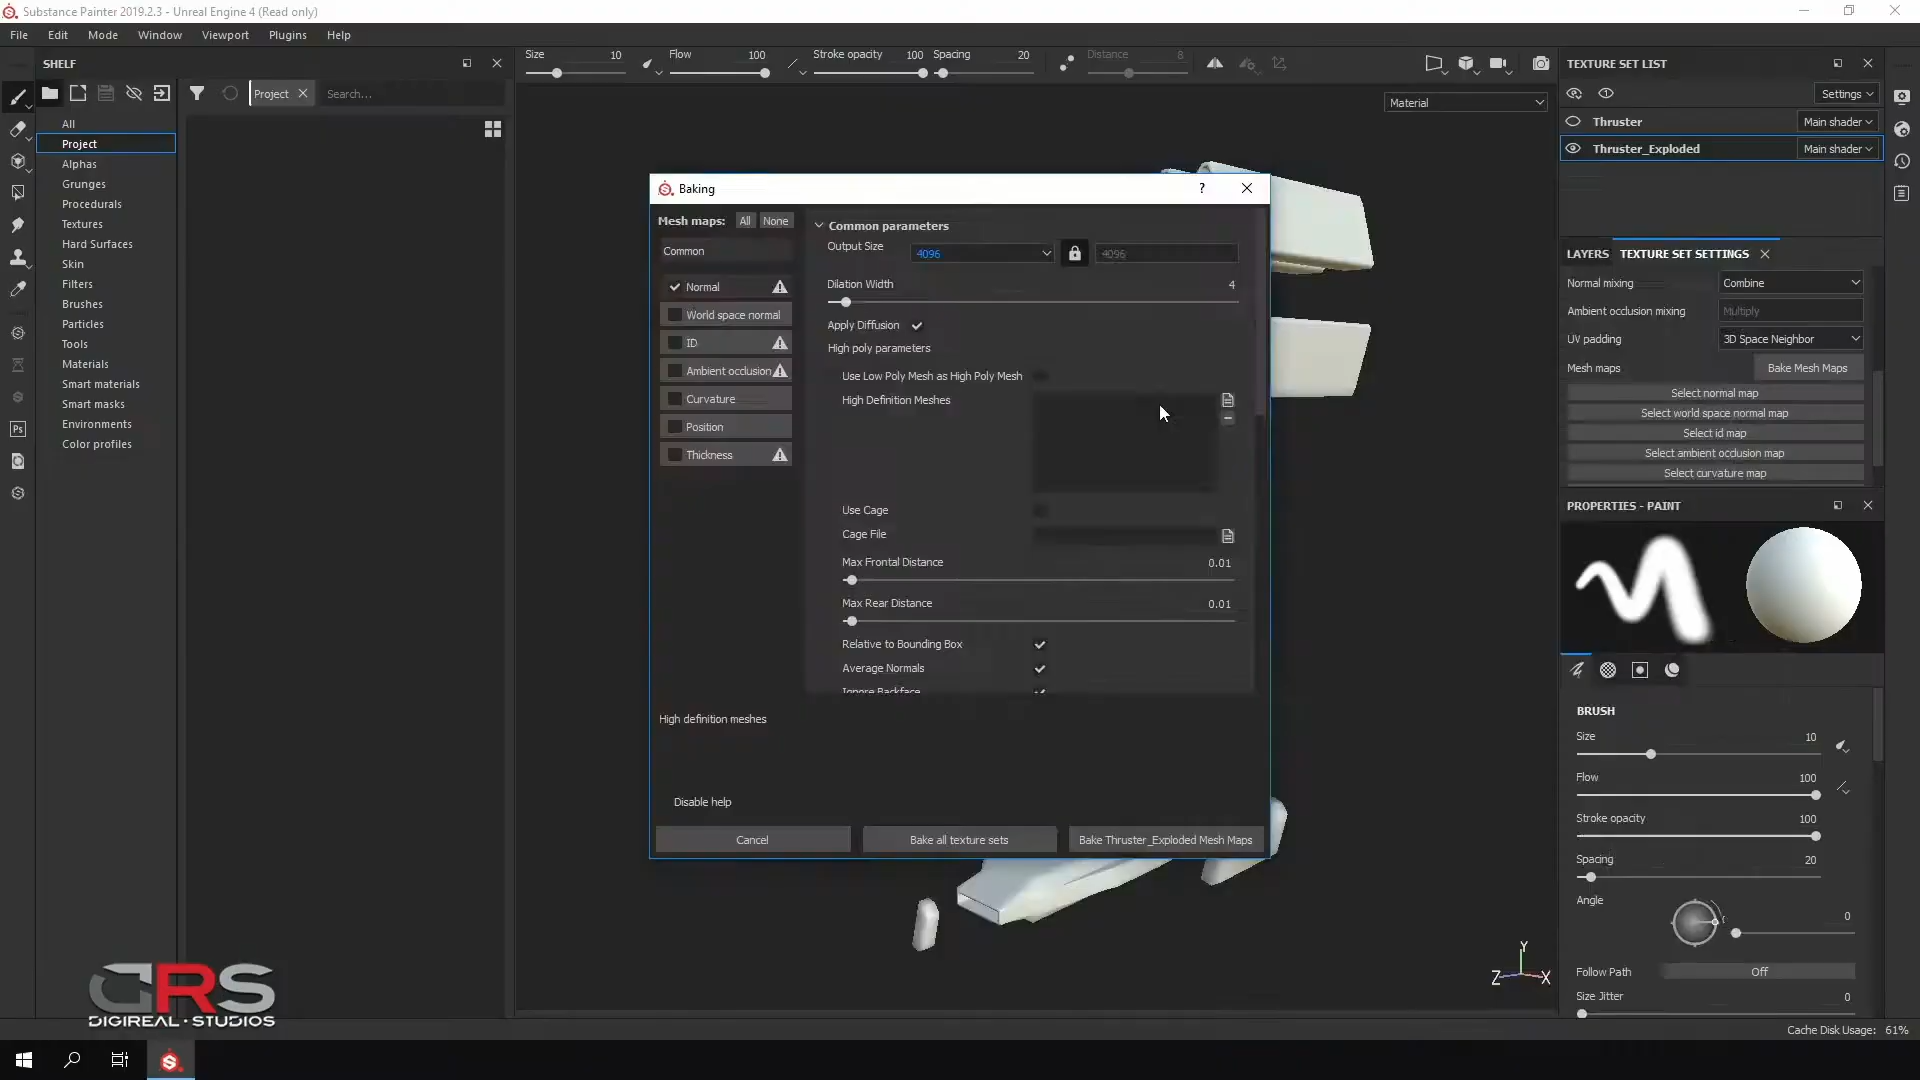 Substance Painter 2019.2.3 - Unreal Engine 4 (Read only)
File Edit Mode Window Viewport Plugins Help
SHELF
Project
Search...
All
Project
Alphas
Grunges
Procedurals
Textures
Hard Surfaces
Skin
Filters
Brushes
Particles
Tools
Materials
Smart materials
Smart masks
Environments
Color profiles
Size 10 Flow 100 Stroke opacity 100 Spacing 20 Distance 8
Material
Baking
?
Mesh maps: All None
Common
Normal
World space normal
ID
Ambient occlusion
Curvature
Position
Thickness
Common parameters
Output Size 4096 4096
Dilation Width 4
Apply Diffusion
High poly parameters
Use Low Poly Mesh as High Poly Mesh
High Definition Meshes
Use Cage
Cage File
Max Frontal Distance 0.01
Max Rear Distance 0.01
Relative to Bounding Box
Average Normals
Ignore Backface
High definition meshes
Disable help
Cancel
Bake all texture sets
Bake Thruster_Exploded Mesh Maps
Y
Z X
TEXTURE SET LIST
Settings
Thruster Main shader
Thruster_Exploded Main shader
LAYERS TEXTURE SET SETTINGS
Normal mixing Combine
Ambient occlusion mixing Multiply
UV padding 3D Space Neighbor
Mesh maps Bake Mesh Maps
Select normal map
Select world space normal map
Select id map
Select ambient occlusion map
Select curvature map
PROPERTIES - PAINT
BRUSH
Size 10
Flow 100
Stroke opacity 100
Spacing 20
Angle 0
Follow Path Off
Size Jitter 0
Cache Disk Usage: 61%
Ps
DRS
DIGIREAL·STUDIOS